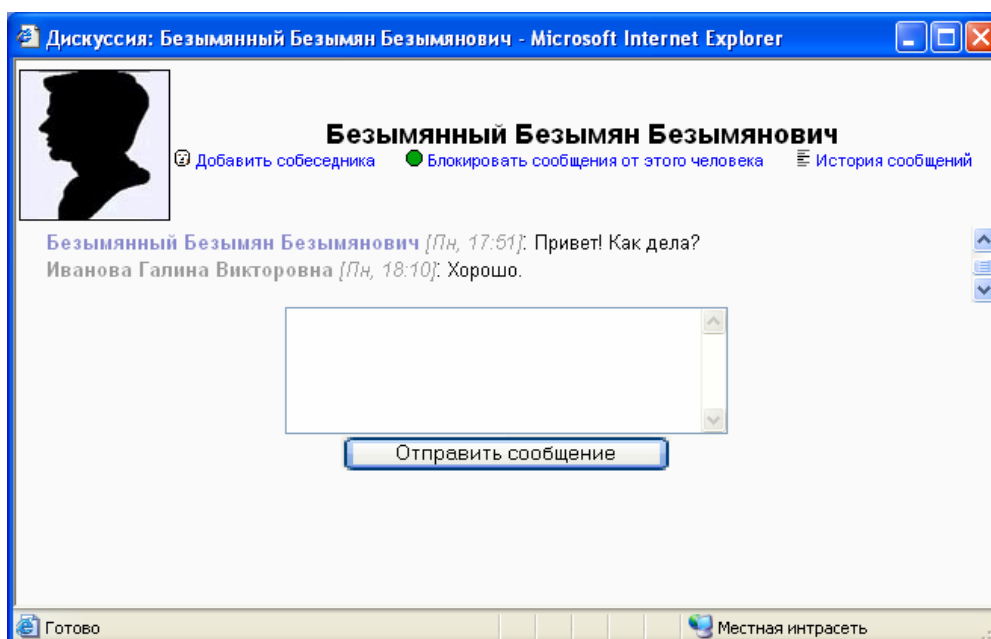 Дискуссия: Безымянный Безымян Безымянович - Microsoft Internet Explorer
Безымянный Безымян Безымянович
Добавить собеседника Блокировать сообщения от этого человека История сообщений
Безымянный Безымян Безымянович [Пн, 17:51]: Привет! Как дела?
Иванова Галина Викторовна [Пн, 18:10]: Хорошо.
Отправить сообщение
Готово Местная интрасеть